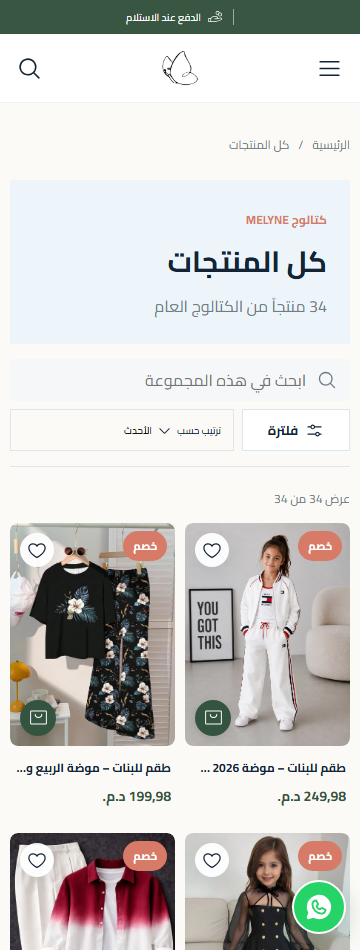 الدفع عند الاستلام
الرئيسية / كل المنتجات
كتالوج MELYNE
كل المنتجات
34 منتجاً من الكتالوج العام
ابحث في هذه المجموعة
فلترة
ترتيب حسب الأحدث
عرض 34 من 34
خصم
خصم
YOU
GOT
THIS
طقم للبنات – موضة 2026 ...
طقم للبنات – موضة الربيع و...
249,98 د.م.
199,98 د.م.
خصم
خصم